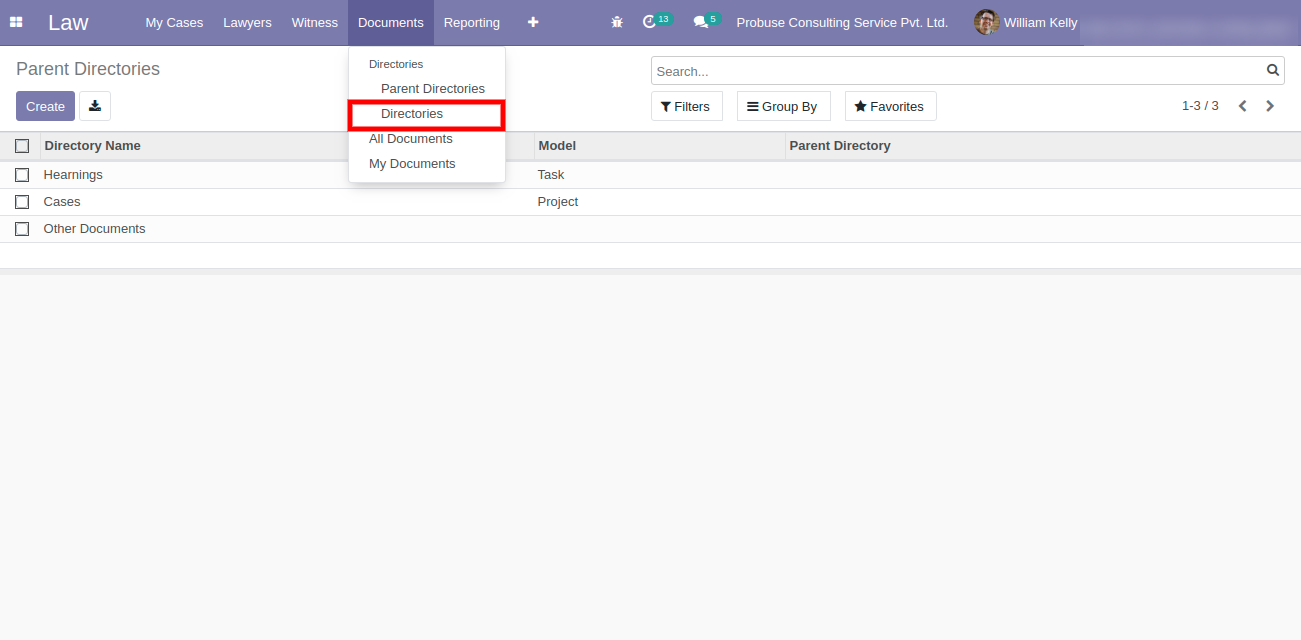 Law My Cases Lawyers Witness Documents Reporting 13 5 Probuse Consulting Service Pvt. Ltd. William Kelly
Parent Directories
Search...
Create
Filters Group By Favorites 1-3 / 3
Directories
Parent Directories
Directories
All Documents
My Documents
Directory Name Model Parent Directory
Hearnings Task
Cases Project
Other Documents